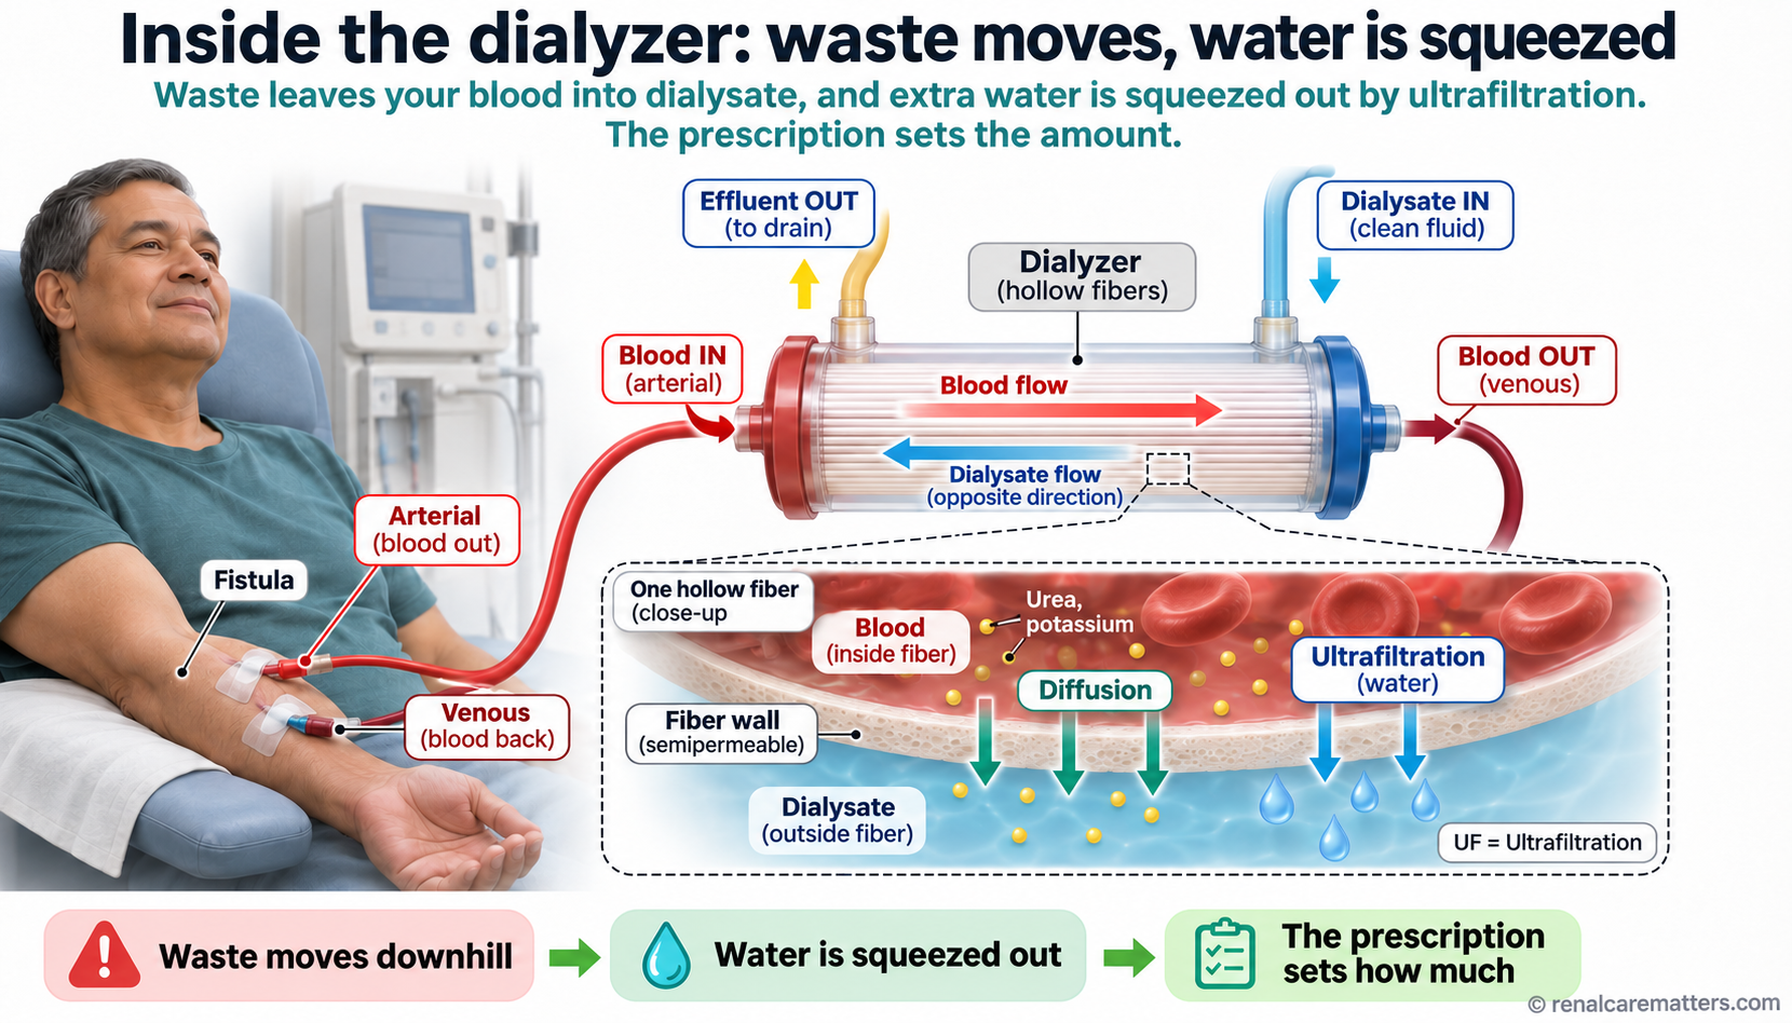 Inside the dialyzer: waste moves, water is squeezed
Waste leaves your blood into dialysate, and extra water is squeezed out by ultrafiltration.
The prescription sets the amount.
Effluent OUT
(to drain)
Dialysate IN
(clean fluid)
Dialyzer
(hollow fibers)
Blood IN
(arterial)
Blood OUT
(venous)
Blood flow
Dialysate flow
(opposite direction)
Arterial
(blood out)
Fistula
Venous
(blood back)
One hollow fiber
(close-up
Blood
(inside fiber)
Urea,
potassium
Diffusion
Ultrafiltration
(water)
Fiber wall
(semipermeable)
Dialysate
(outside fiber)
UF = Ultrafiltration
Waste moves downhill
Water is squeezed out
The prescription
sets how much
© renalcarematters.com